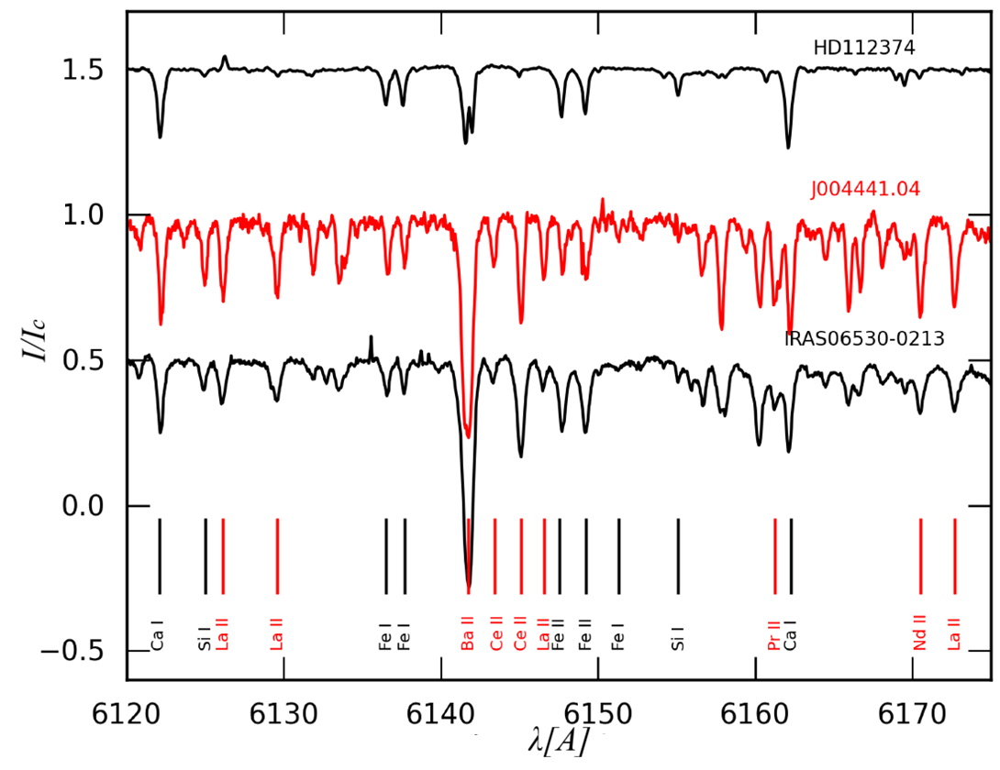 HD112374
1.5
J004441.04
1.0
IRAS06530-0213
0.5
0.0
−0.5
I/Ic
Ca I
Si I
La II
La II
Fe I
Fe I
Ba II
Ce II
Ce II
La II
Fe II
Fe II
Fe I
Si I
Pr II
Ca I
Nd II
La II
6120 6130 6140 6150 6160 6170
λ[A]